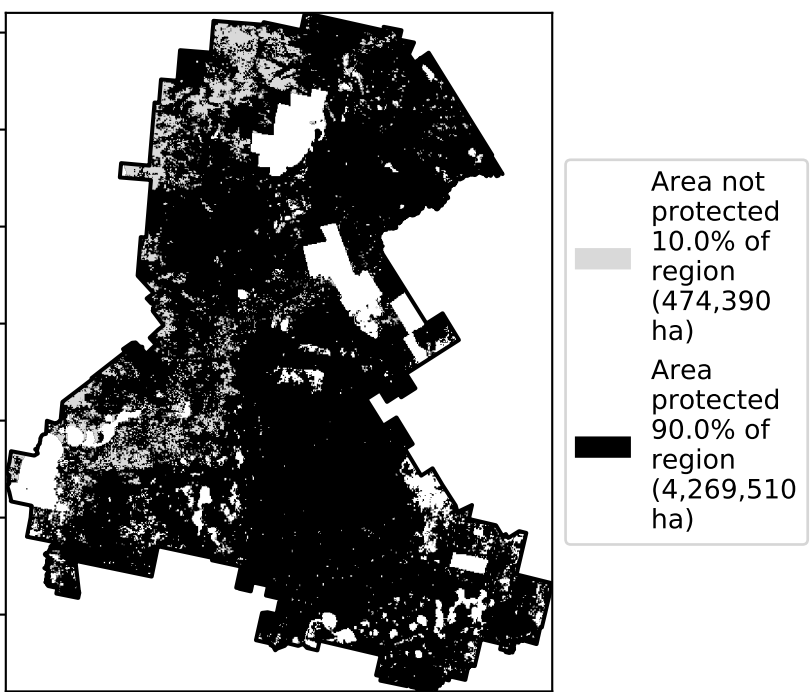 Area not
protected
10.0% of
region
(474,390
ha)
Area
protected
90.0% of
region
(4,269,510
ha)